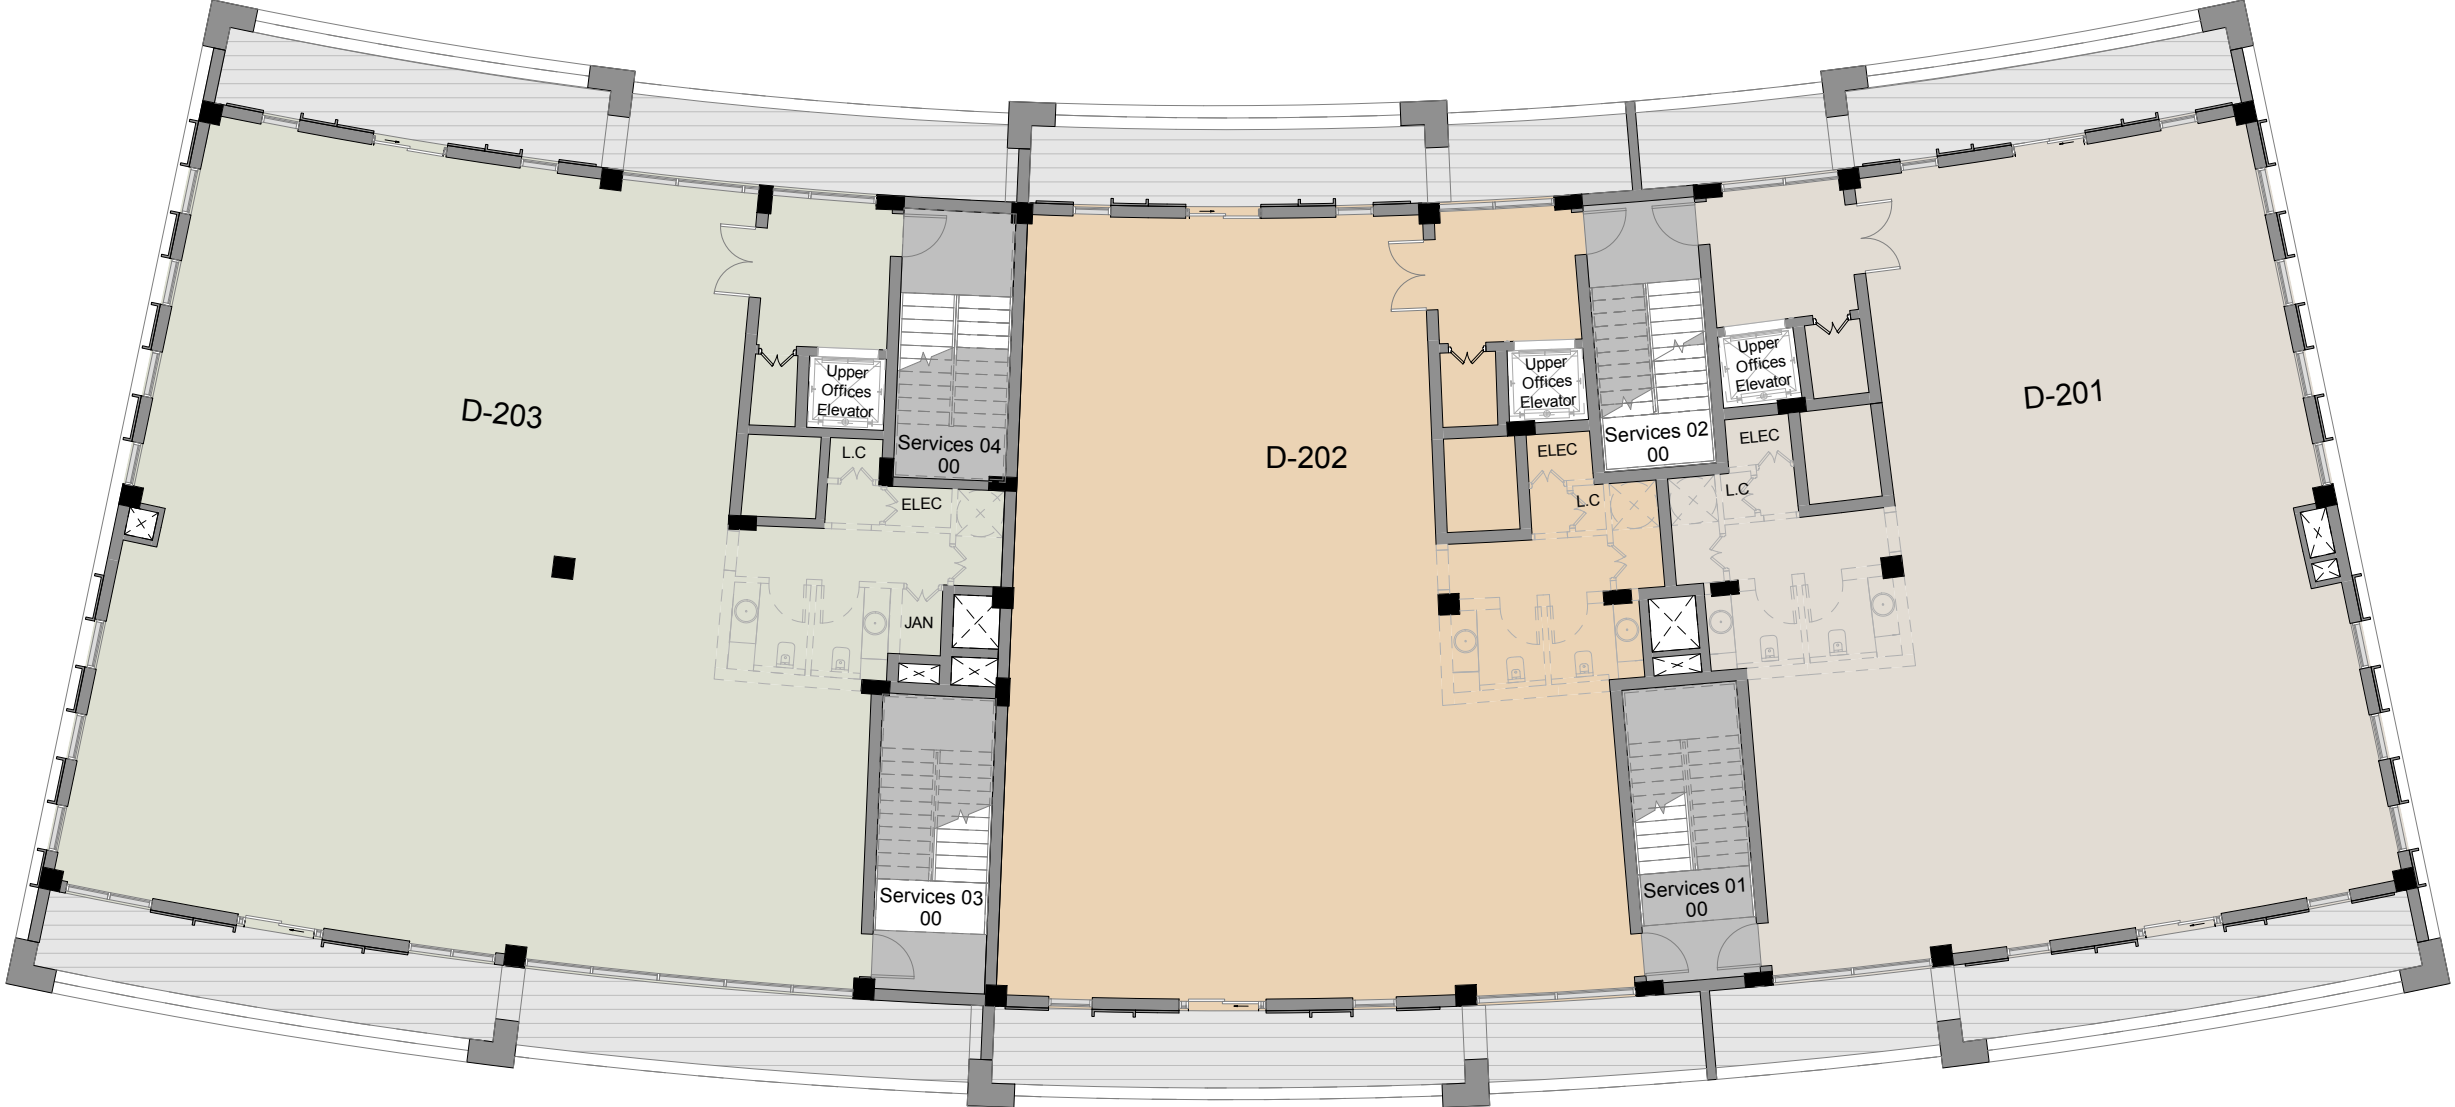 D-203
Upper
Offices
Elevator
L.C
Services 04
00
ELEC
JAN
Services 03
00
D-202
Upper
Offices
Elevator
ELEC
L.C
Services 02
00
Upper
Offices
Elevator
ELEC
L.C
Services 01
00
D-201